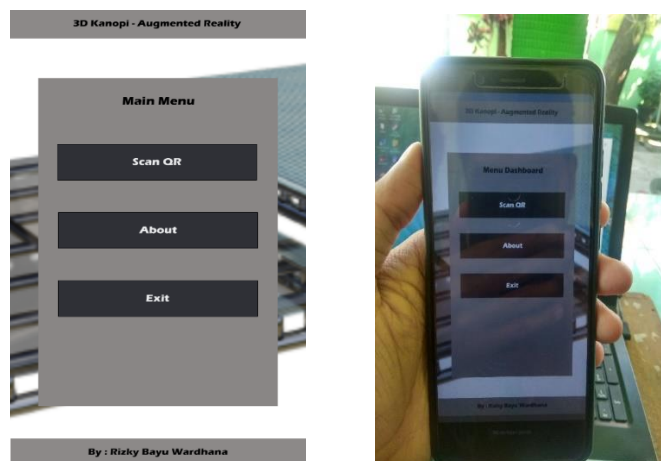 3D Kanopi - Augmented Reality
Main Menu
Scan QR
About
Exit
By : Rizky Bayu Wardhana
3D Kanopi - Augmented Reality
Menu Dashboard
Scan QR
About
Exit
By : Rizky Bayu Wardhana